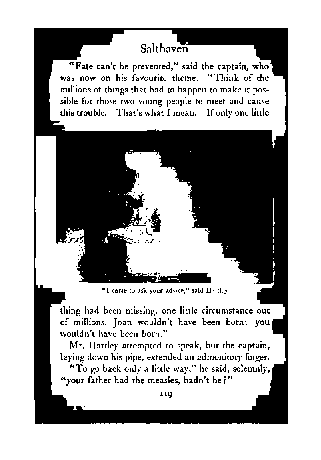 Salthaven
"Fate can't be prevented," said the captain, who
was now on his favourite theme. "Think of the
millions of things that had to happen to make it pos-
sible for those two young people to meet and cause
this trouble. That's what I mean. If only one little
"I came to ask your advice," said Hartley
thing had been missing, one little circumstance out
of millions, Joan wouldn't have been born; you
wouldn't have been born."
Mr. Hartley attempted to speak, but the captain,
laying down his pipe, extended an admonitory finger.
"To go back only a little way," he said, solemnly,
"your father had the measles, hadn't he?"
119